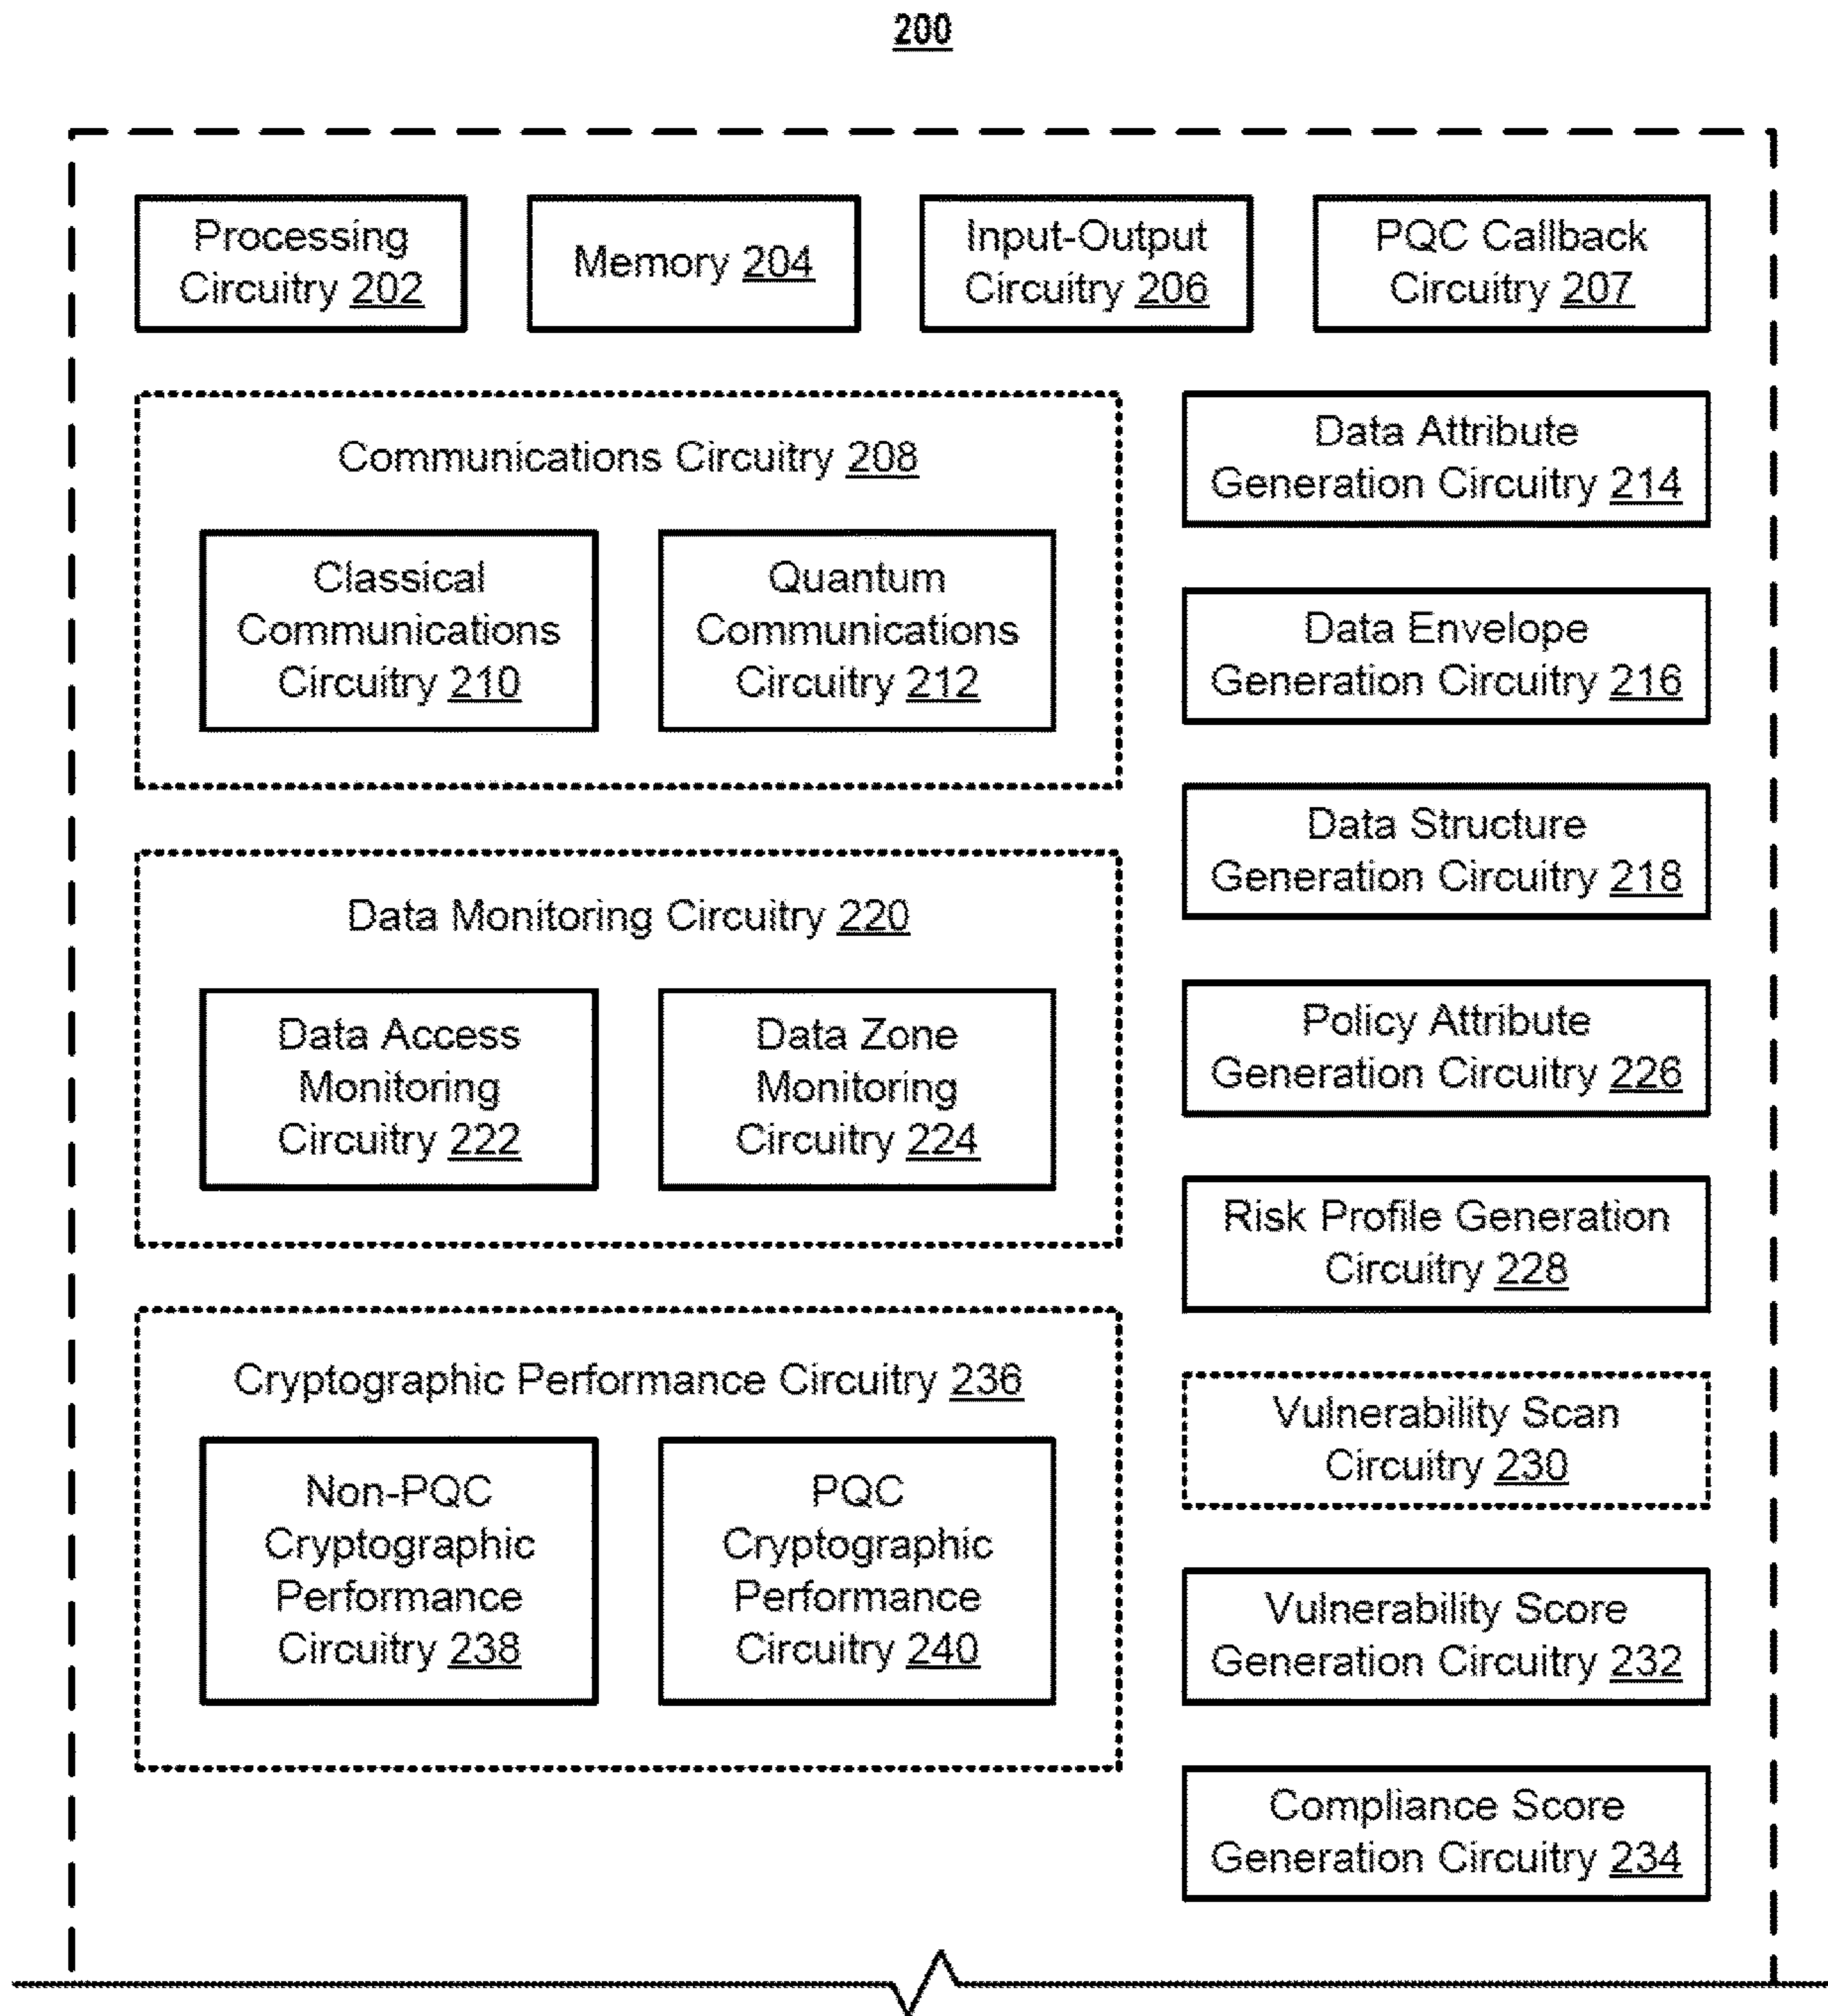 200
Processing
Circuitry 202
Memory 204
Input-Output
Circuitry 206
PQC Callback
Circuitry 207
Communications Circuitry 208
Classical
Communications
Circuitry 210
Quantum
Communications
Circuitry 212
Data Attribute
Generation Circuitry 214
Data Envelope
Generation Circuitry 216
Data Structure
Generation Circuitry 218
Data Monitoring Circuitry 220
Data Access
Monitoring
Circuitry 222
Data Zone
Monitoring
Circuitry 224
Policy Attribute
Generation Circuitry 226
Risk Profile Generation
Circuitry 228
Vulnerability Scan
Circuitry 230
Vulnerability Score
Generation Circuitry 232
Compliance Score
Generation Circuitry 234
Cryptographic Performance Circuitry 236
Non-PQC
Cryptographic
Performance
Circuitry 238
PQC
Cryptographic
Performance
Circuitry 240